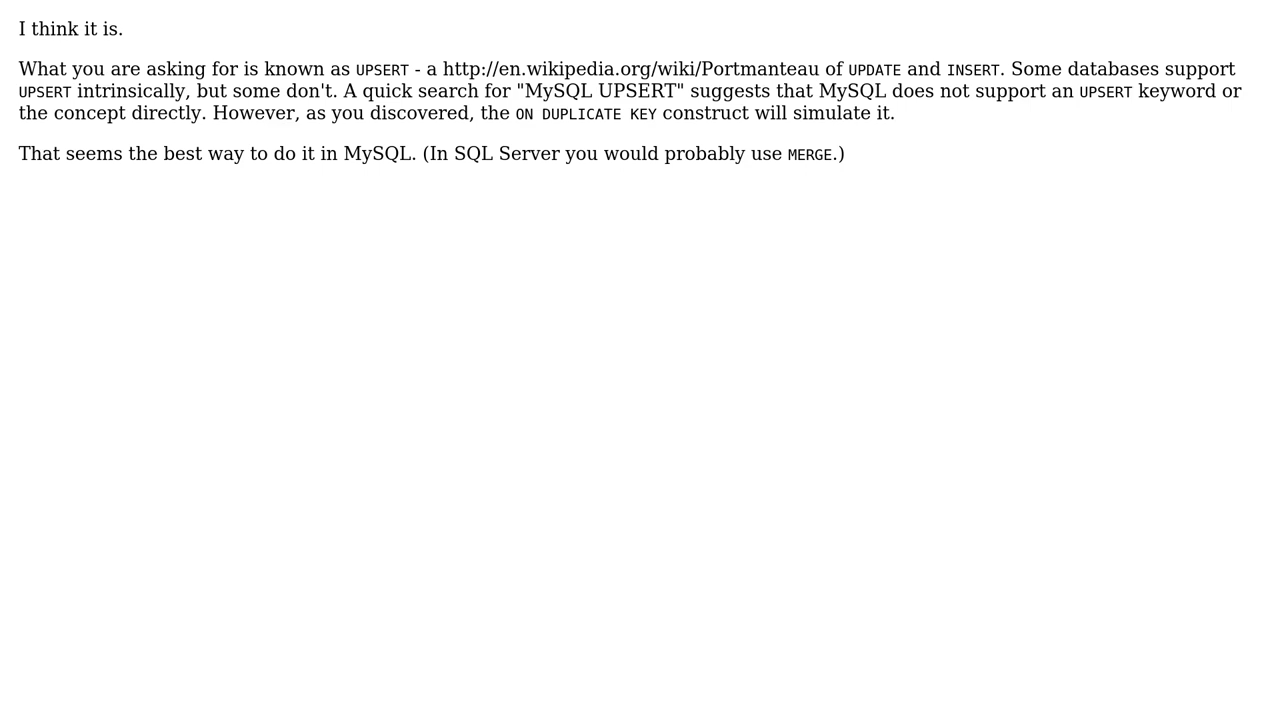 I think it is.
What you are asking for is known as UPSERT - a http://en.wikipedia.org/wiki/Portmanteau of UPDATE and INSERT. Some databases support
UPSERT intrinsically, but some don't. A quick search for "MySQL UPSERT" suggests that MySQL does not support an UPSERT keyword or
the concept directly. However, as you discovered, the ON DUPLICATE KEY construct will simulate it.
That seems the best way to do it in MySQL. (In SQL Server you would probably use MERGE.)